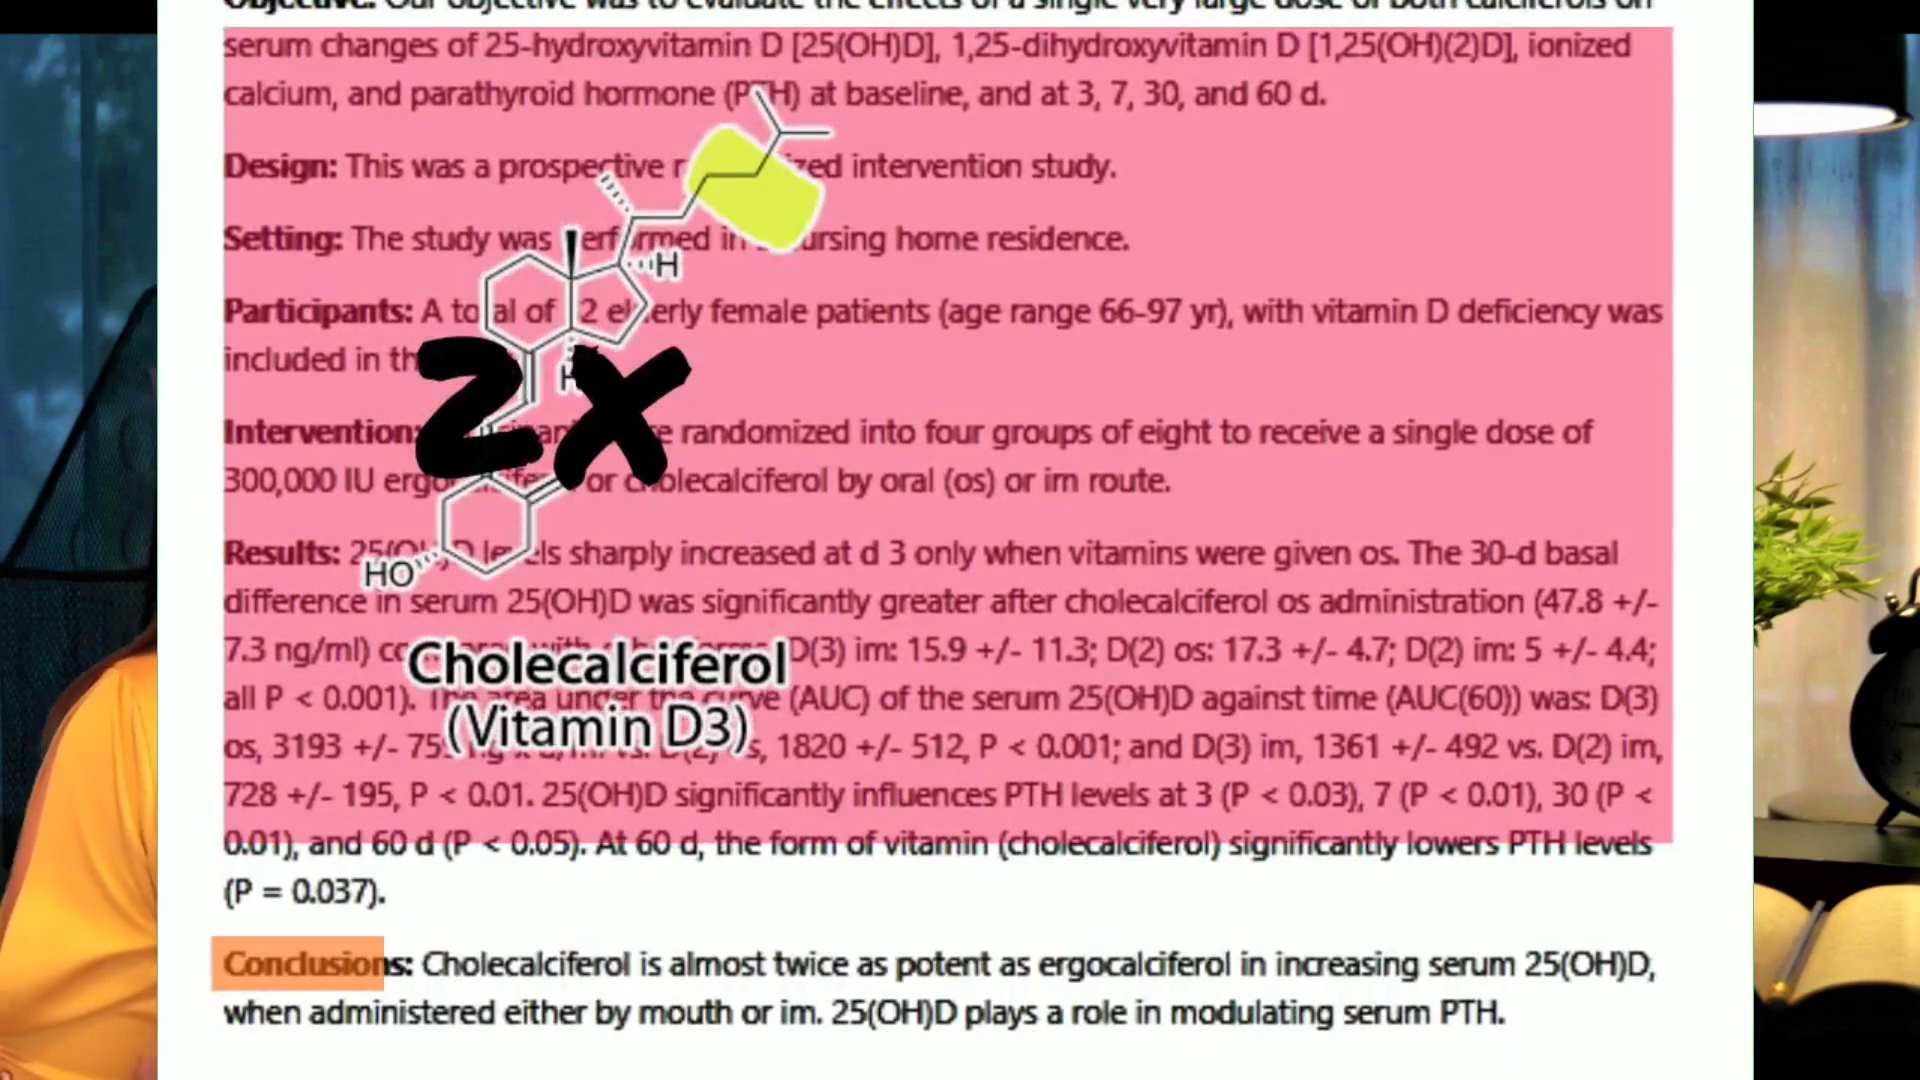 serum changes of 25-hydroxyvitamin D [25(OH)D], 1,25-dihydroxyvitamin D [1,25(OH)(2)D], ionized
calcium, and parathyroid hormone (PTH) at baseline, and at 3, 7, 30, and 60 d.
Design: This was a prospective intervention study.
H
Setting: The study was performed in nursing home residence.
Participants: A total of elderly female patients (age range 66-97 yr), with vitamin D deficiency was
included in
H
2X
Intervention: randomized into four groups of eight to receive a single dose of
300,000 IU or cholecalciferol by oral (os) or im route.
Results: 25(OH)D levels sharply increased at d 3 only when vitamins were given os. The 30-d basal
HO
difference in serum 25(OH)D was significantly greater after cholecalciferol os administration (47.8 +/-
7.3 ng/ml) D(3) im: 15.9 +/- 11.3; D(2) os: 17.3 +/- 4.7; D(2) im: 5 +/- 4.4;
Cholecalciferol
all P < 0.001). The area under the curve (AUC) of the serum 25(OH)D against time (AUC(60)) was: D(3)
(Vitamin D3)
os, 3193 +/- 1820 +/- 512, P < 0.001; and D(3) im, 1361 +/- 492 vs. D(2) im,
728 +/- 195, P < 0.01. 25(OH)D significantly influences PTH levels at 3 (P < 0.03), 7 (P < 0.01), 30 (P <
0.01), and 60 d (P < 0.05). At 60 d, the form of vitamin (cholecalciferol) significantly lowers PTH levels
(P = 0.037).
Conclusions: Cholecalciferol is almost twice as potent as ergocalciferol in increasing serum 25(OH)D,
when administered either by mouth or im. 25(OH)D plays a role in modulating serum PTH.